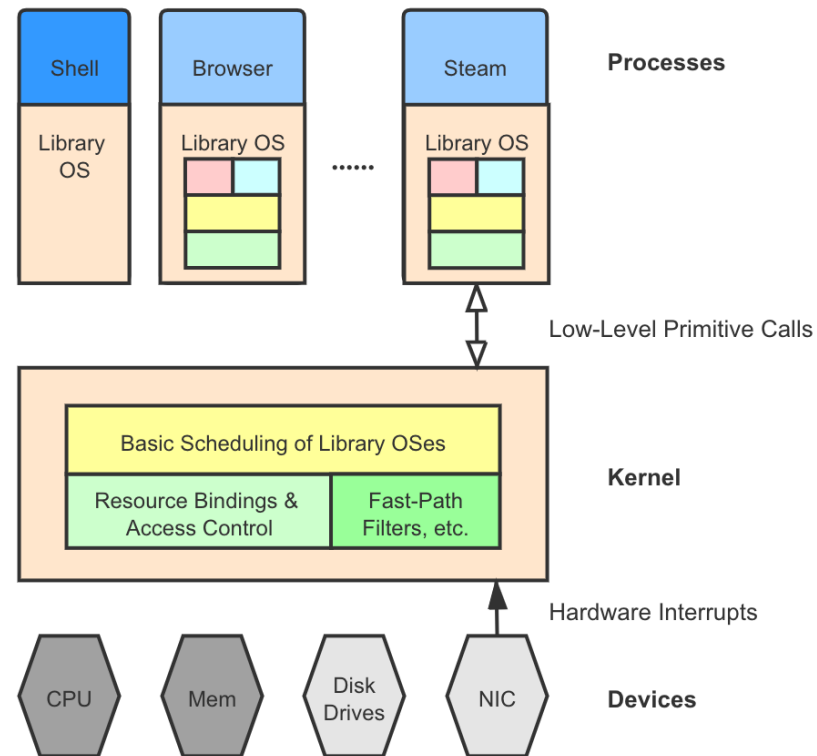 Shell
Browser
Steam
Processes
Library
OS
Library OS
......
Library OS
Low-Level Primitive Calls
Basic Scheduling of Library OSes
Resource Bindings &
Access Control
Fast-Path
Filters, etc.
Kernel
Hardware Interrupts
CPU
Mem
Disk
Drives
NIC
Devices